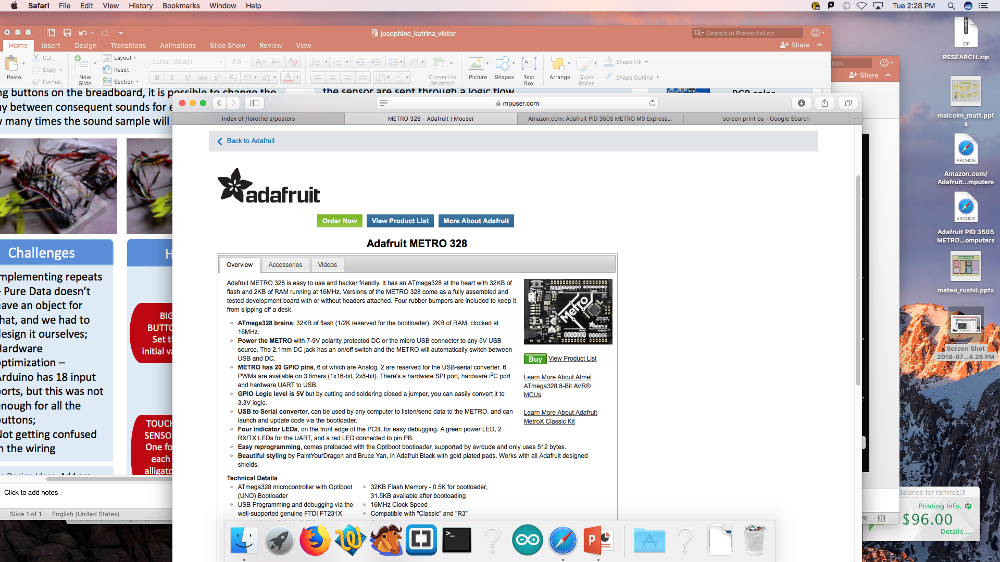 Safari File Edit View History Bookmarks Window Help
Tue 2:28 PM
josephine_katrina_viktor
Search in Presentation
Home Insert Design Transitions Animations Slide Show Review View
Share
Paste
Cut
Copy
Format
New Slide
Layout
Reset
Section
Calibri (Body) 13.5
Convert to SmartArt
Picture
Shapes
Text Box
Arrange
Quick Styles
Shape Fill
Shape Outline
Share
ng buttons on the breadboard, it is possible to change the
between consequent sounds for
many times the sound sample will
the sensor are sent through a logic flow
mouser.com
Index of /forothers/posters
METRO 328 - Adafruit | Mouser
Amazon.com: Adafruit PID 3505 METRO M0 Express...
screen print os - Google Search
Back to Adafruit
adafruit
Order Now
View Product List
More About Adafruit
Adafruit METRO 328
Overview Accessories Videos
Adafruit METRO 328 is easy to use and hacker friendly. It has an ATmega328 at the heart with 32KB of
flash and 2KB of RAM running at 16MHz. Versions of the METRO 328 come as a fully assembled and
tested development board with or without headers attached. Four rubber bumpers are included to keep it
from slipping off a desk.
ATmega328 brains: 32KB of flash (1/2K reserved for the bootloader), 2KB of RAM, clocked at
16MHz.
Power the METRO with 7-9V polarity protected DC or the micro USB connector to any 5V USB
source. The 2.1mm DC jack has an on/off switch and the METRO will automatically switch between
USB and DC.
METRO has 20 GPIO pins, 6 of which are Analog, 2 are reserved for the USB-serial converter. 6
PWMs are available on 3 timers (1x16-bit, 2x8-bit). There's a hardware SPI port, hardware I2C port
and hardware UART to USB.
GPIO Logic level is 5V but by cutting and soldering closed a jumper, you can easily convert it to
3.3V logic.
USB to Serial converter, can be used by any computer to listen/send data to the METRO, and can
launch and update code via the bootloader.
Four indicator LEDs, on the front edge of the PCB, for easy debugging. A green power LED, 2
RX/TX LEDs for the UART, and a red LED connected to pin PB.
Easy reprogramming, comes preloaded with the Optiboot bootloader, supported by avrdude and only uses 512 bytes.
Beautiful styling by PaintYourDragon and Bruce Yan, in Adafruit Black with gold plated pads. Works with all Adafruit designed
shields.
Metro
adafruit
Buy View Product List
Learn More About Atmel
ATmega328 8-Bit AVR®
MCUs
Learn More About Adafruit
MetroX Classic Kit
Technical Details
ATmega328 microcontroller with Optiboot
(UNO) Bootloader
USB Programming and debugging via the
well-supported genuine FTDI FT231X
32KB Flash Memory - 0.5K for bootloader,
31.5KB available after bootloading
16MHz Clock Speed
Compatible with "Classic" and "R3"
Challenges
mplementing repeats
- Pure Data doesn't
ave an object for
hat, and we had to
design it ourselves;
Hardware
optimization –
Arduino has 18 input
ports, but this was not
enough for all the
buttons;
Not getting confused
n the wiring
H
BIG
BUTTO
Set th
initial va
TOUCH
SENSO
One fo
each
alligato
Click to add notes
Slide 1 of 1 English (United States)
ZIP
RESEARCH.zip
malcolm_matt.ppt
x
ARCHIVE
Amazon.com/
Adafruit...mputers
ARCHIVE
Adafruit PID 3505
METRO...omputers
mateo_rushil.pptx
Screen Shot
2018-07...4.26 PM
Balance for ramirezj3
Printing Info.
$96.00
Details ...